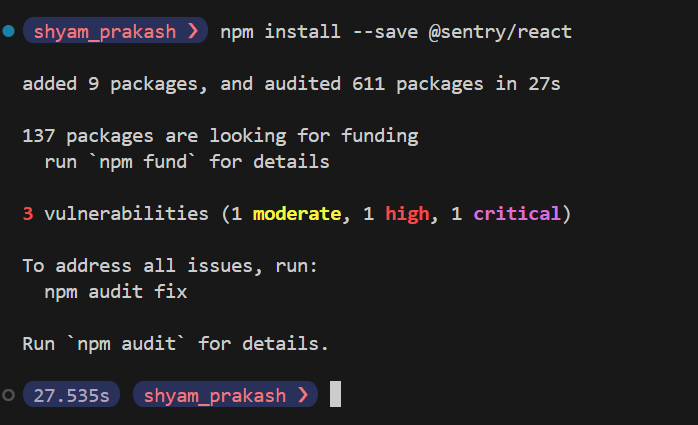 shyam_prakash ❯ npm install --save @sentry/react
added 9 packages, and audited 611 packages in 27s
137 packages are looking for funding
run `npm fund` for details
3 vulnerabilities (1 moderate, 1 high, 1 critical)
To address all issues, run:
npm audit fix
Run `npm audit` for details.
27.535s shyam_prakash ❯